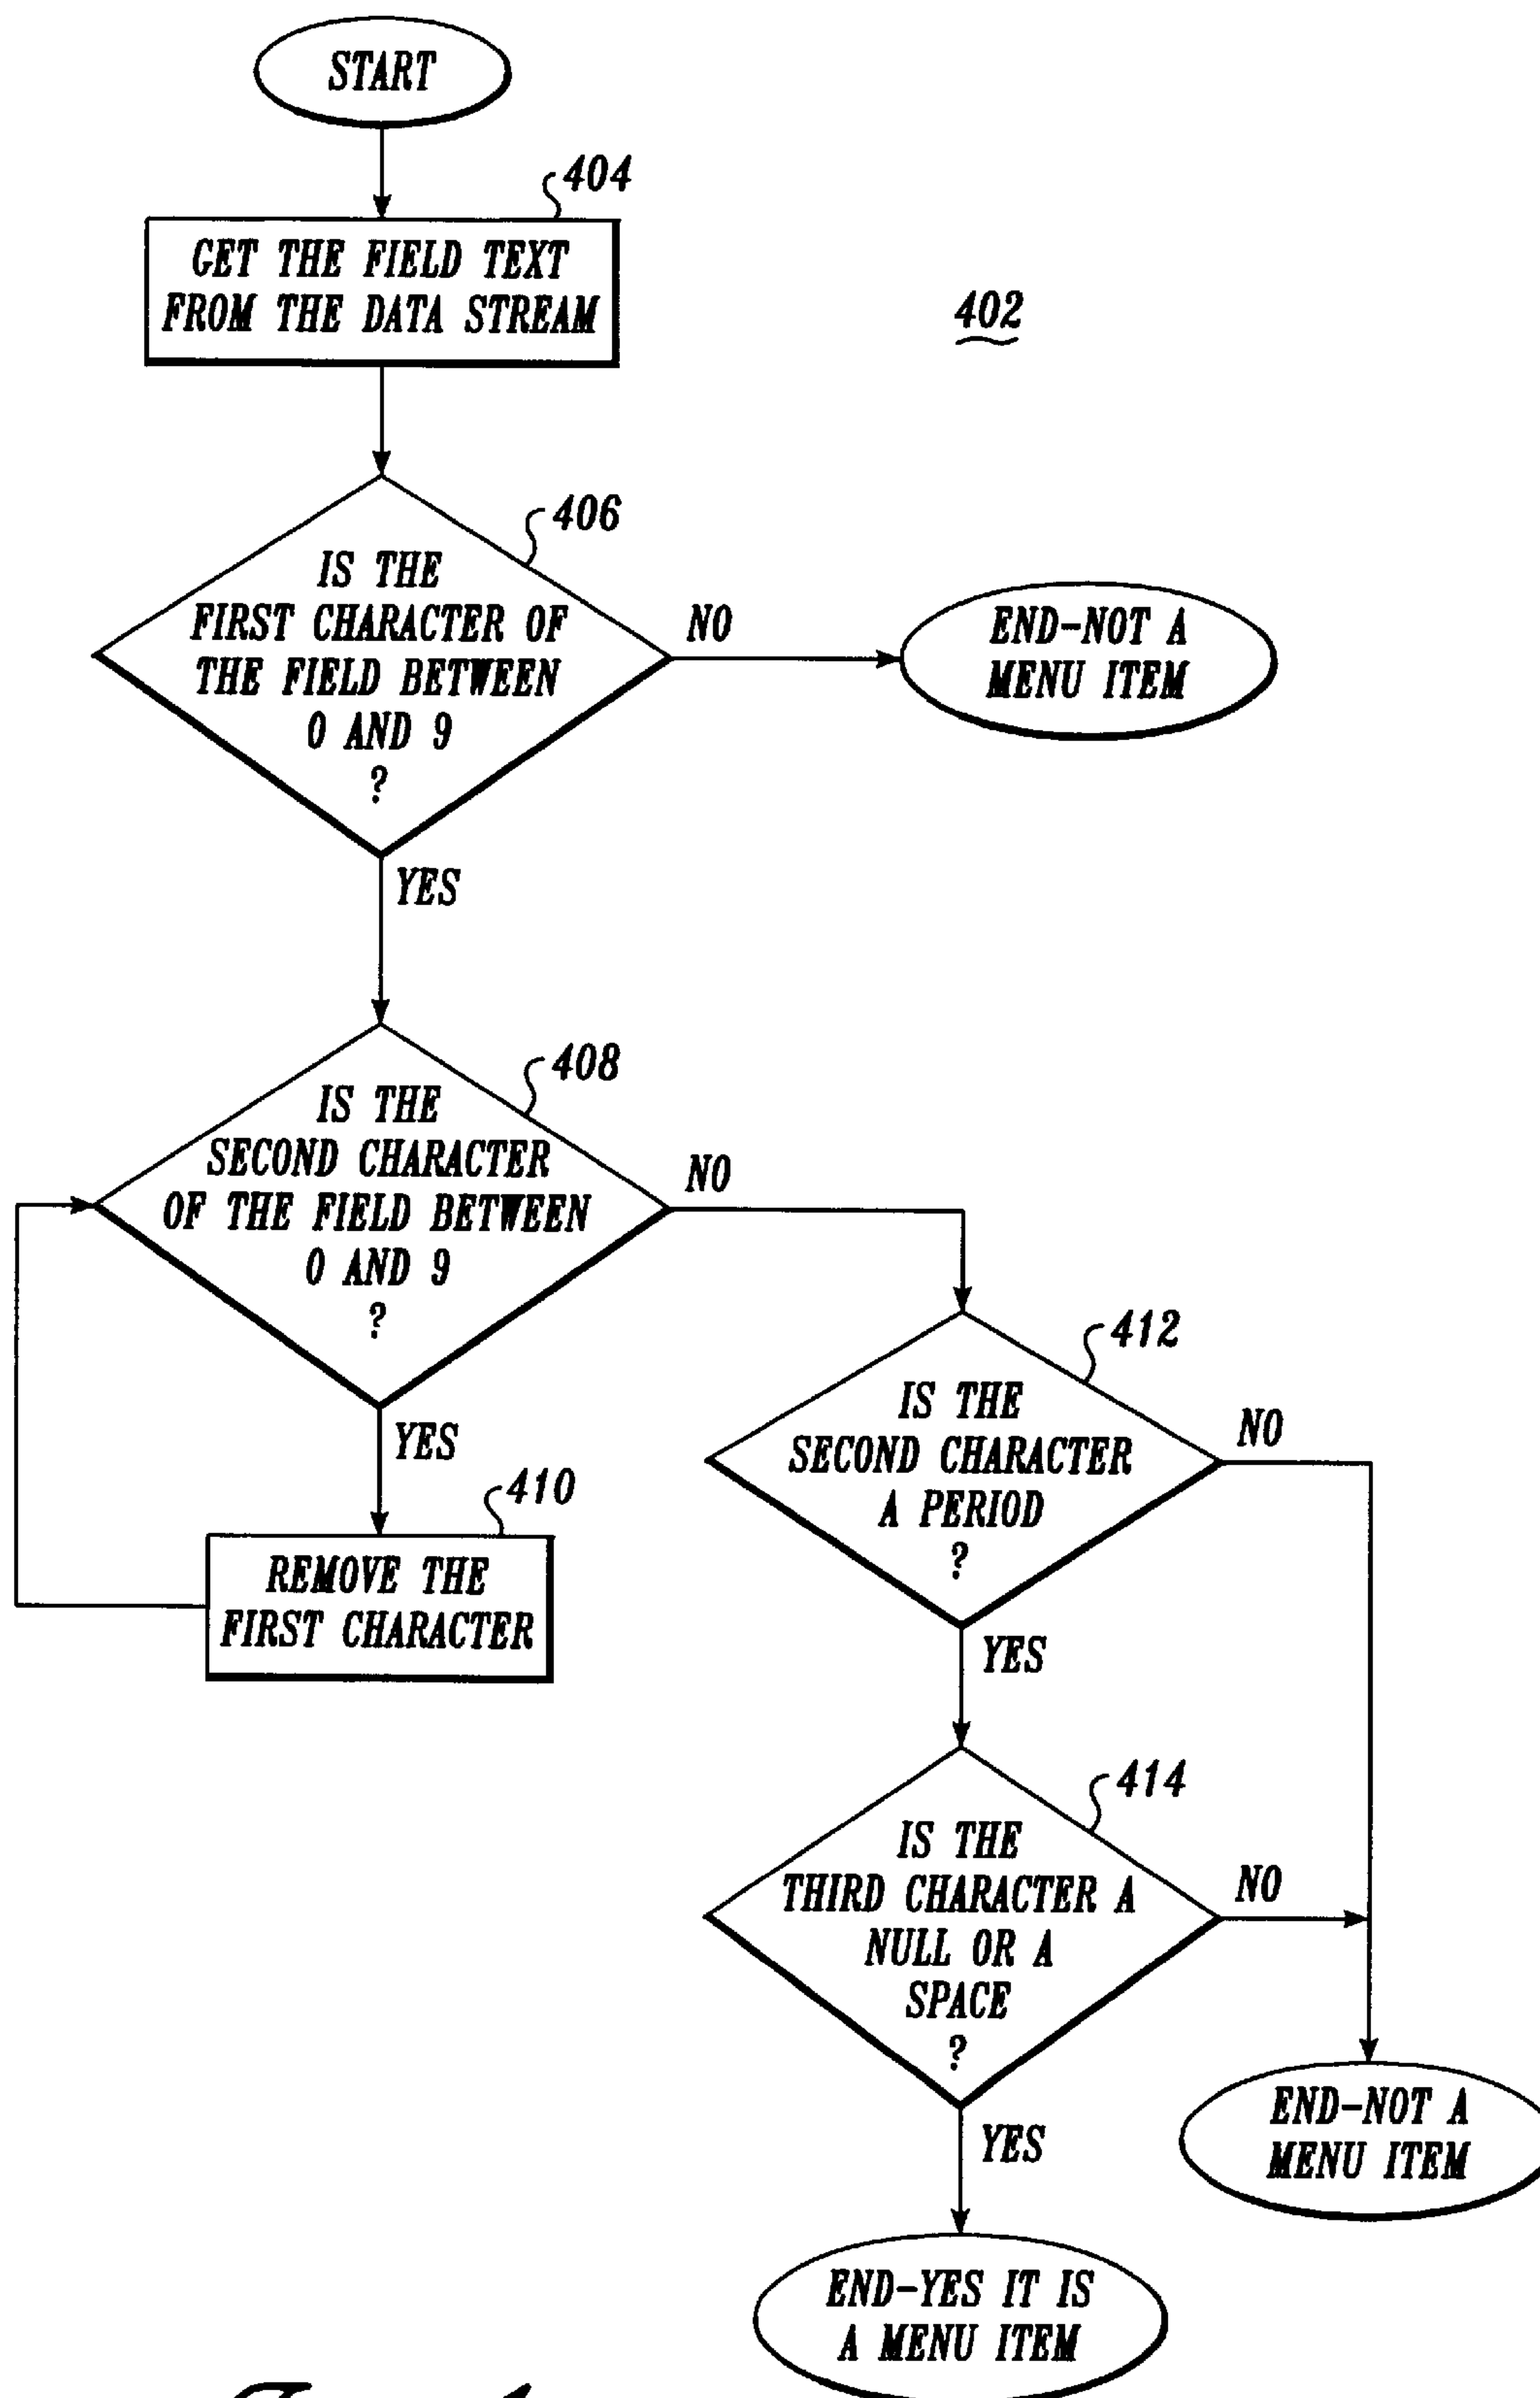 START
404
GET THE FIELD TEXT
FROM THE DATA STREAM
402
406
IS THE
FIRST CHARACTER OF
THE FIELD BETWEEN
0 AND 9
?
NO
END-NOT A
MENU ITEM
YES
408
IS THE
SECOND CHARACTER
OF THE FIELD BETWEEN
0 AND 9
?
NO
YES
410
REMOVE THE
FIRST CHARACTER
412
IS THE
SECOND CHARACTER
A PERIOD
?
NO
YES
414
IS THE
THIRD CHARACTER A
NULL OR A
SPACE
?
NO
END-NOT A
MENU ITEM
YES
END-YES IT IS
A MENU ITEM